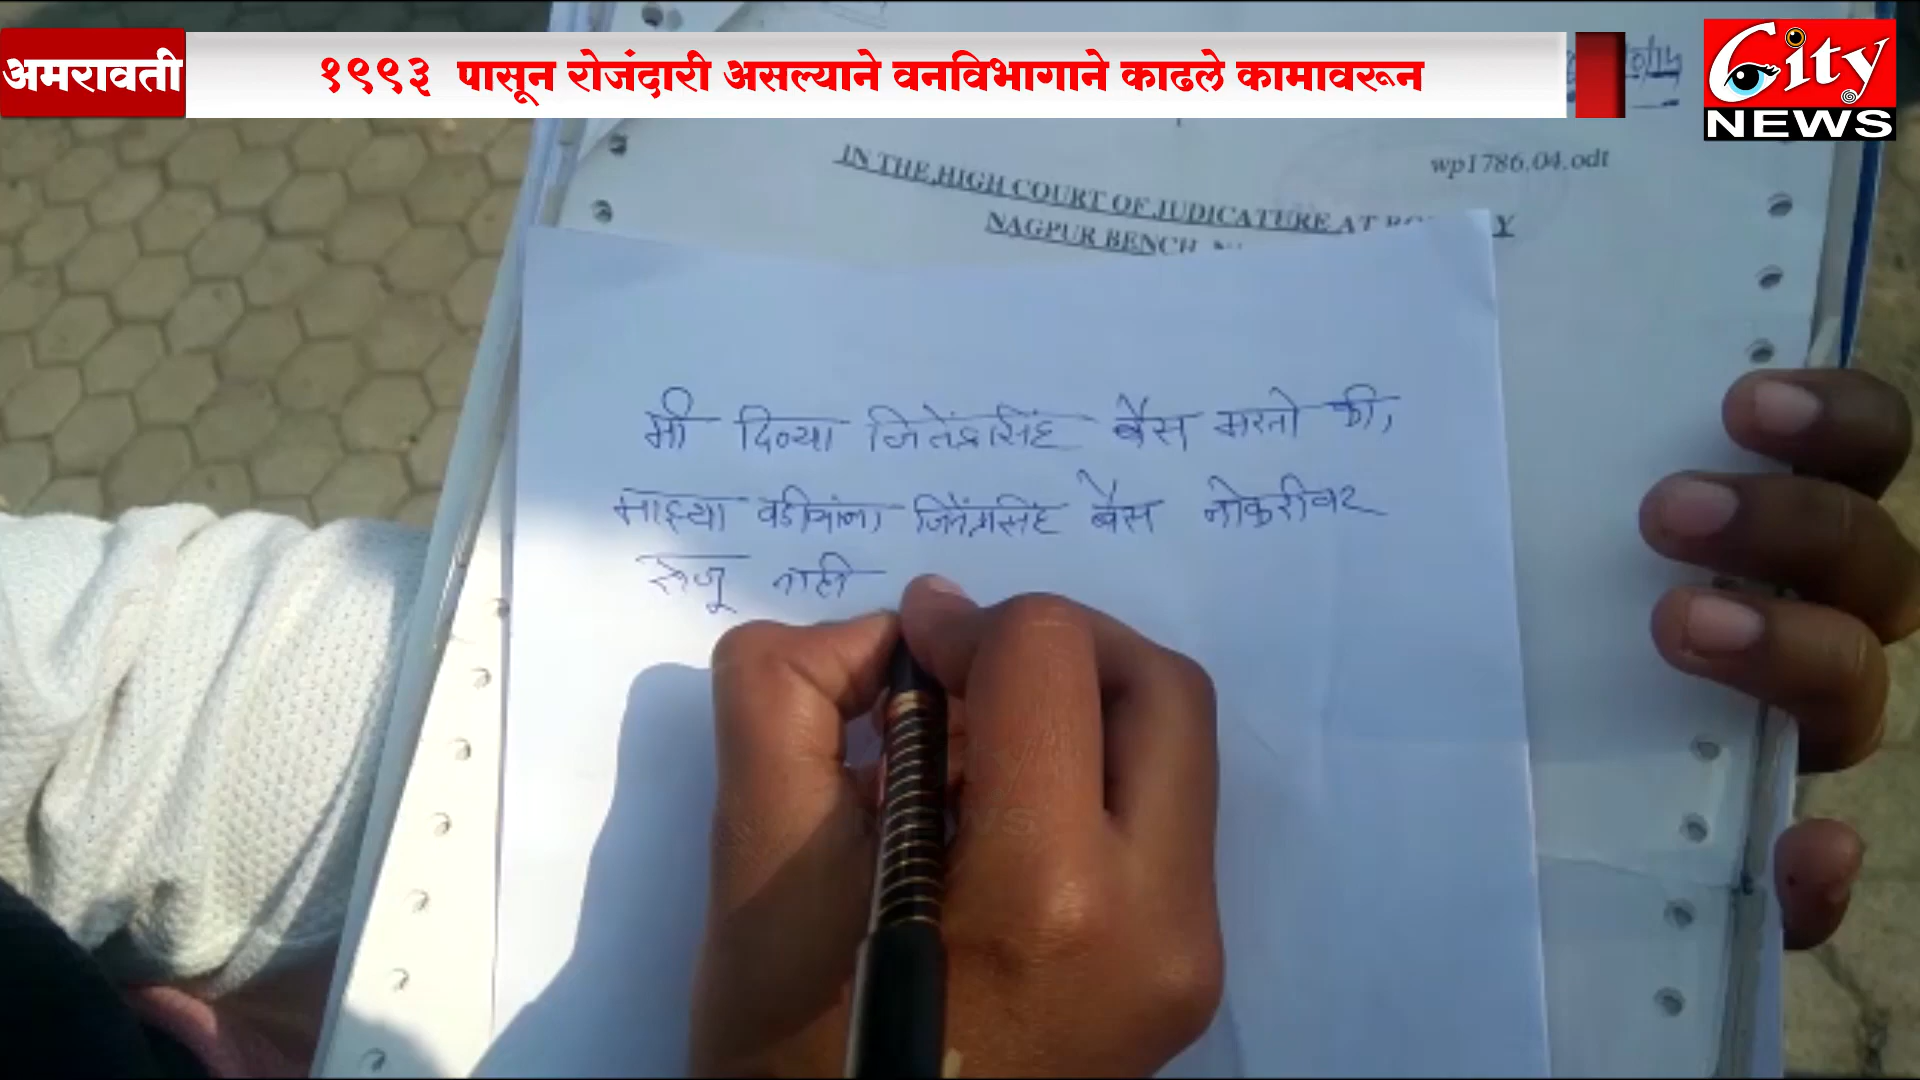 अमरावती
१९९३ पासून रोजंदारी असल्याने वनविभागाने काढले कामावरून
City
NEWS
wp1786.04.odt
IN THE HIGH COURT OF JUDICATURE AT
NAGPUR BENCH
मी दिव्या जितेंद्रसिंह बैस मरतो की,
माझ्या वडीलांना जितेंद्रसिंह बैस नोकरीवर
रूजू नाही